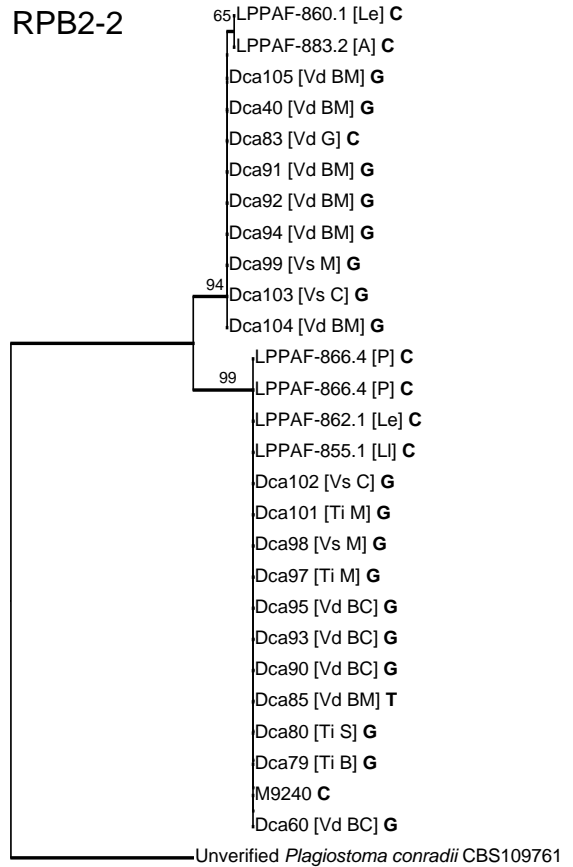 RPB2-2
65
LPPAF-860.1 [Le] C
LPPAF-883.2 [A] C
Dca105 [Vd BM] G
Dca40 [Vd BM] G
Dca83 [Vd G] C
Dca91 [Vd BM] G
Dca92 [Vd BM] G
Dca94 [Vd BM] G
Dca99 [Vs M] G
94
Dca103 [Vs C] G
Dca104 [Vd BM] G
LPPAF-866.4 [P] C
99
LPPAF-866.4 [P] C
LPPAF-862.1 [Le] C
LPPAF-855.1 [Ll] C
Dca102 [Vs C] G
Dca101 [Ti M] G
Dca98 [Vs M] G
Dca97 [Ti M] G
Dca95 [Vd BC] G
Dca93 [Vd BC] G
Dca90 [Vd BC] G
Dca85 [Vd BM] T
Dca80 [Ti S] G
Dca79 [Ti B] G
M9240 C
Dca60 [Vd BC] G
Unverified Plagiostoma conradii CBS109761